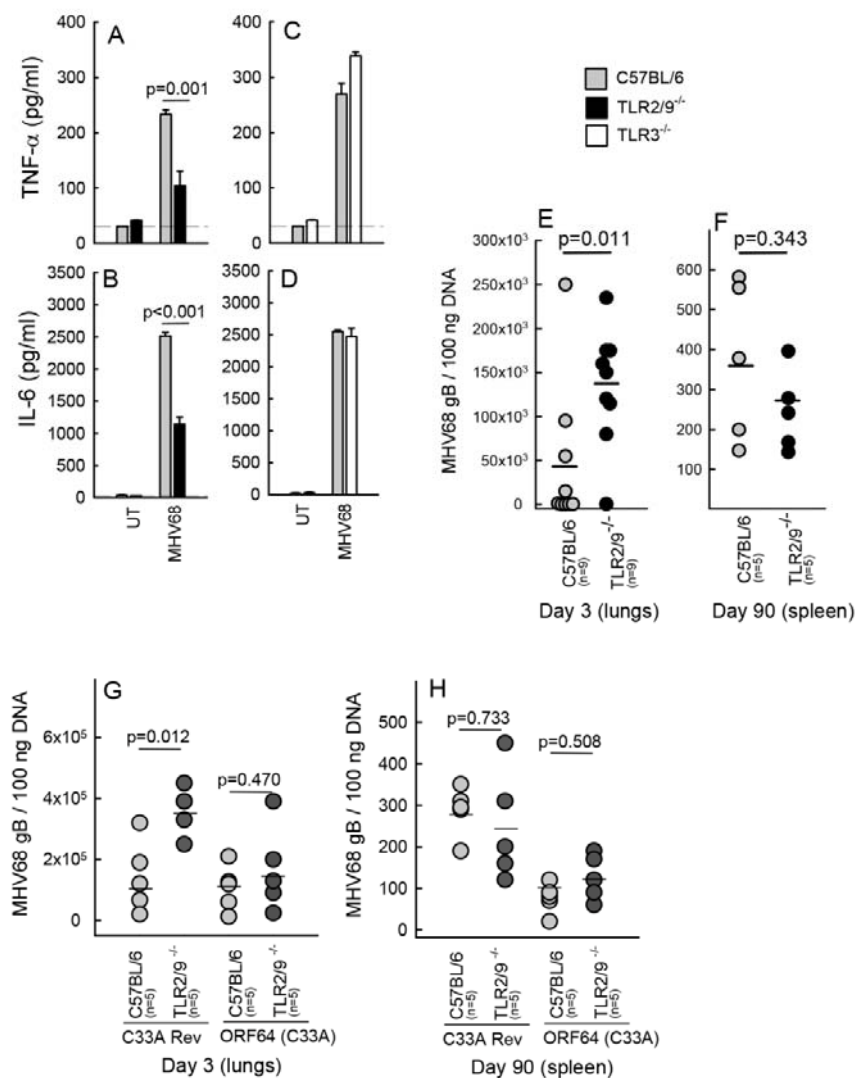 A
C
400
300
200
100
0
TNF-α (pg/ml)
p=0.001
400
300
200
100
0
C57BL/6
TLR2/9-/-
TLR3-/-
B
D
3500
3000
2500
2000
1500
1000
500
0
IL-6 (pg/ml)
p<0.001
UT
MHV68
3500
3000
2500
2000
1500
1000
500
0
UT
MHV68
E
p=0.011
300x10³
250x10³
200x10³
150x10³
100x10³
50x10³
0
MHV68 gB / 100 ng DNA
C57BL/6
(n=9)
TLR2/9-/-
(n=9)
Day 3 (lungs)
F
p=0.343
600
500
400
300
200
100
C57BL/6
(n=5)
TLR2/9-/-
(n=5)
Day 90 (spleen)
G
p=0.012
p=0.470
6x10⁵
4x10⁵
2x10⁵
0
MHV68 gB / 100 ng DNA
C57BL/6
(n=5)
TLR2/9 -/-
(n=5)
C57BL/6
(n=5)
TLR2/9 -/-
(n=5)
C33A Rev
ORF64 (C33A)
Day 3 (lungs)
H
p=0.733
p=0.508
500
400
300
200
100
0
MHV68 gB / 100 ng DNA
C57BL/6
(n=5)
TLR2/9 -/-
(n=5)
C57BL/6
(n=5)
TLR2/9 -/-
(n=5)
C33A Rev
ORF64 (C33A)
Day 90 (spleen)